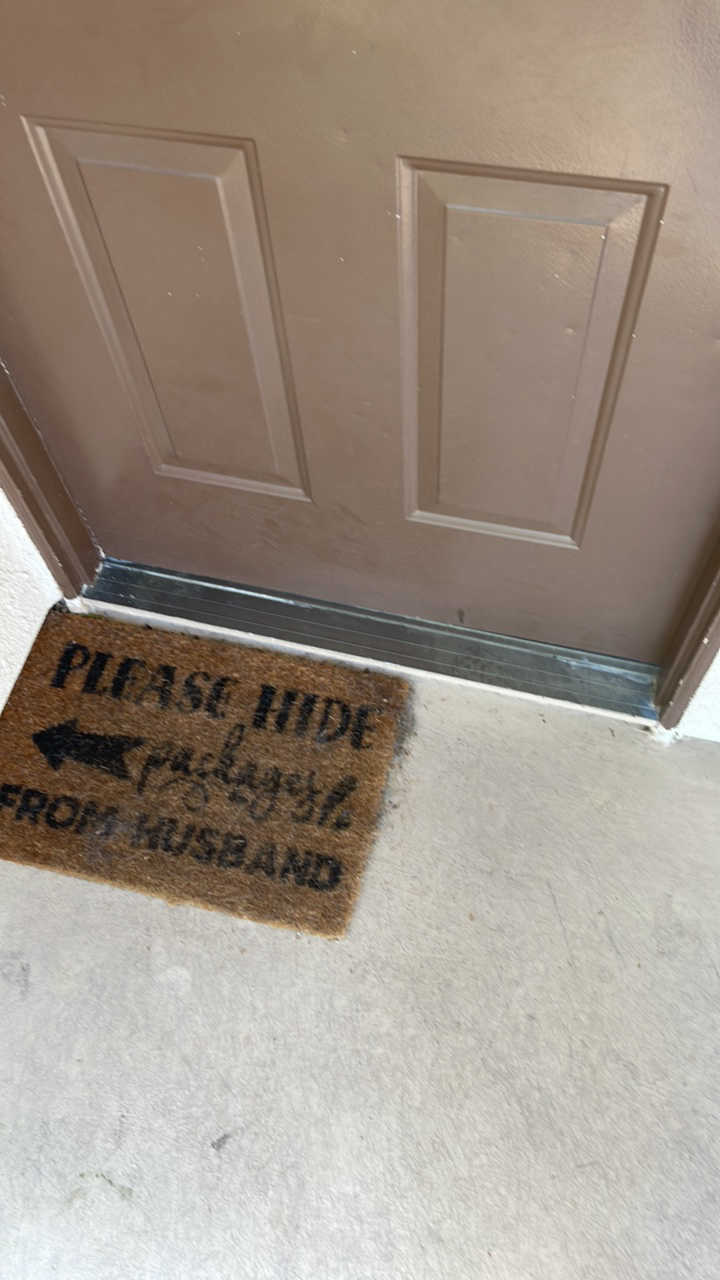 PLEASE HIDE
packages
FROM HUSBAND